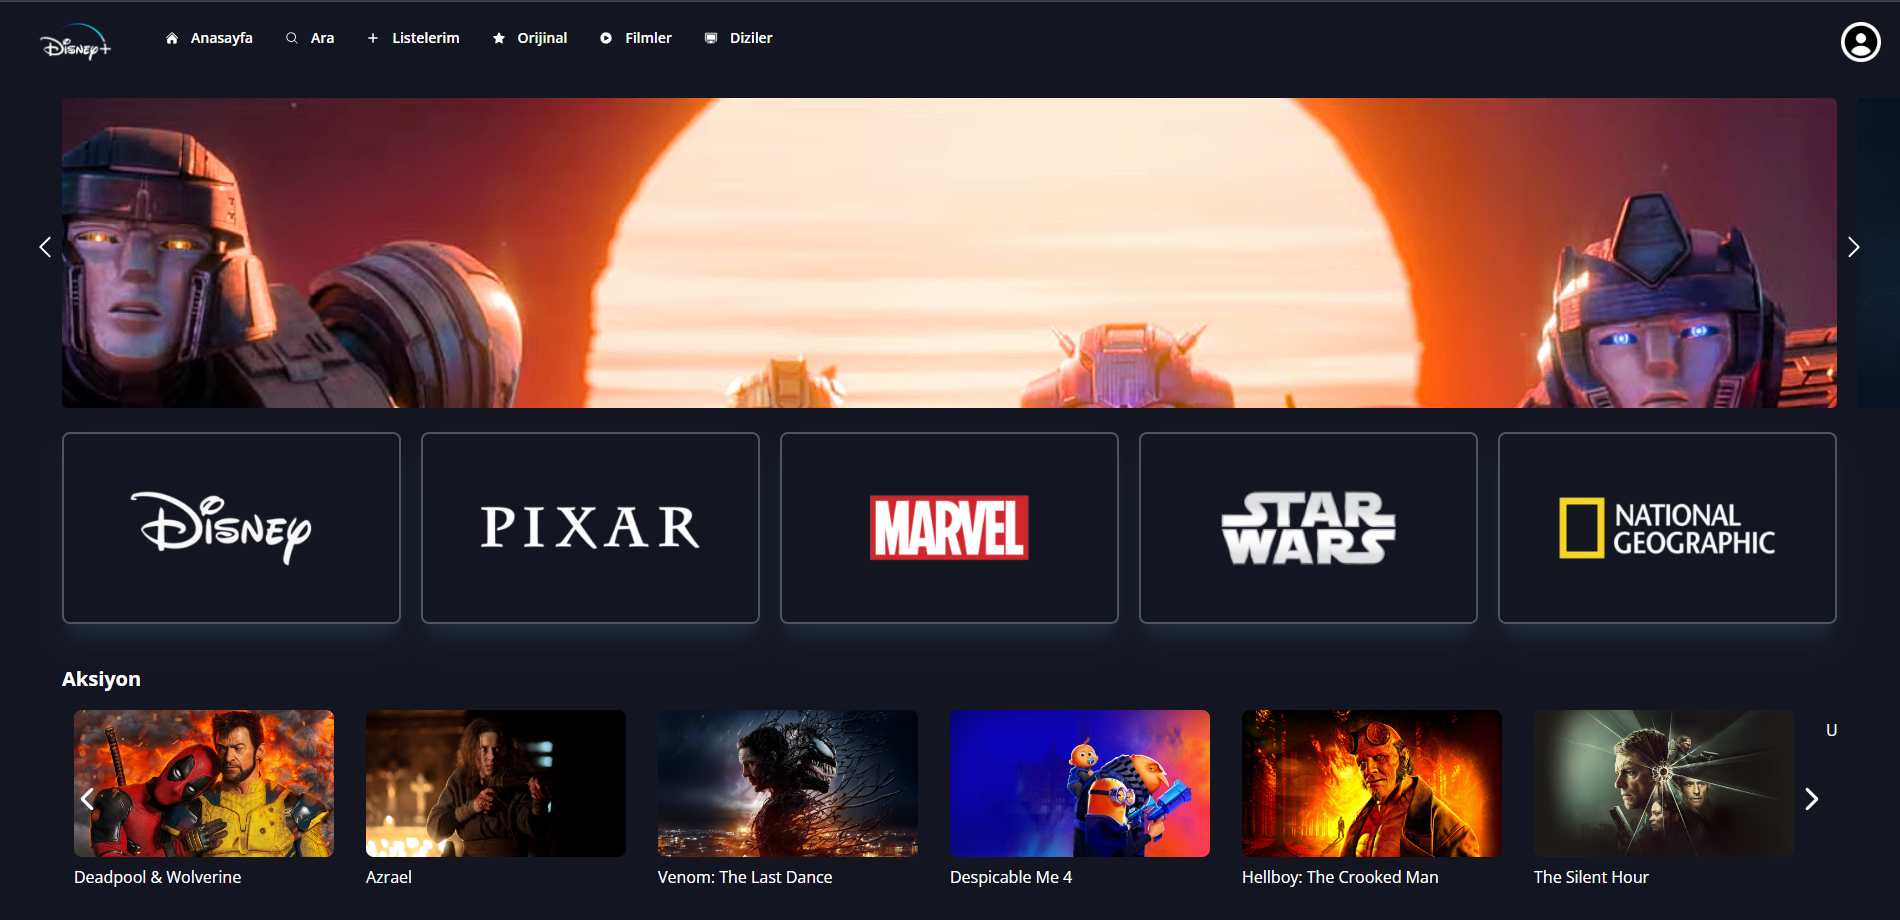 Disney+
Anasayfa
Ara
Listelerim
Orijinal
Filmler
Diziler
Disney
PIXAR
MARVEL
STAR
WARS
NATIONAL
GEOGRAPHIC
Aksiyon
U
Deadpool & Wolverine
Azrael
Venom: The Last Dance
Despicable Me 4
Hellboy: The Crooked Man
The Silent Hour